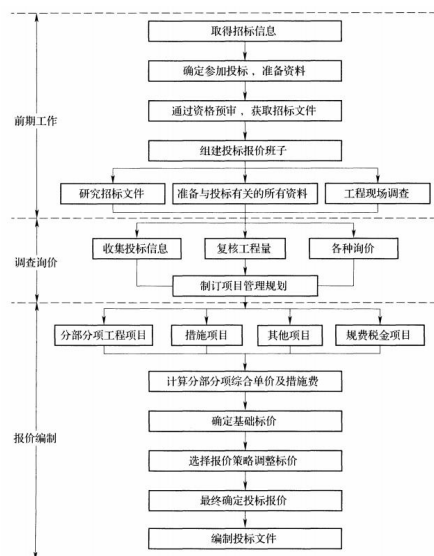 取得招标信息
确定参加投标，准备资料
通过资格预审，获取招标文件
前期工作
组建投标报价班子
研究招标文件
准备与投标有关的所有资料
工程现场调查
收集投标信息
复核工程量
各种询价
调查询价
制订项目管理规划
分部分项工程项目
措施项目
其他项目
规费税金项目
计算分部分项综合单价及措施费
确定基础标价
报价编制
选择报价策略调整标价
最终确定投标报价
编制投标文件